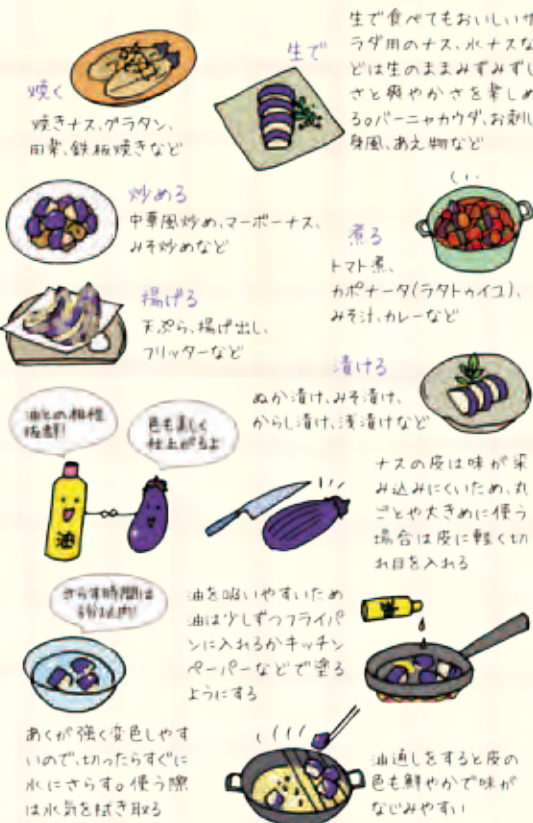 焼く
焼きナス、グラタン、
田楽、鉄板焼きなど
生で
生で食べてもおいしいサ
ラダ用のナス、水ナスな
どは生のままみずみずし
さと爽やかさを楽しめ
る。バーニャカウダ、お刺し
身風、あえ物など
炒める
中華風炒め、マーボーナス、
みそ炒めなど
煮る
トマト煮、
カポナータ(ラタトゥイユ)、
みそ汁、カレーなど
揚げる
天ぷら、揚げ出し、
フリッターなど
漬ける
ぬか漬け、みそ漬け、
からし漬け、浅漬けなど
油との相性
抜群!
色も美しく
仕上がるよ
油
ナスの皮は味が染
み込みにくいため、丸
ごとや大きめに使う
場合は皮に軽く切
れ目を入れる
さらす時間は
油を吸いやすいため
油は少しずつフライパ
ンに入れるかキッチン
ペーパーなどで塗る
ようにする
あくが強く変色しやす
いので、切ったらすぐに
水にさらす。使う際
は水気を拭き取る
油通しをすると皮の
色も鮮やかで味が
なじみやすい